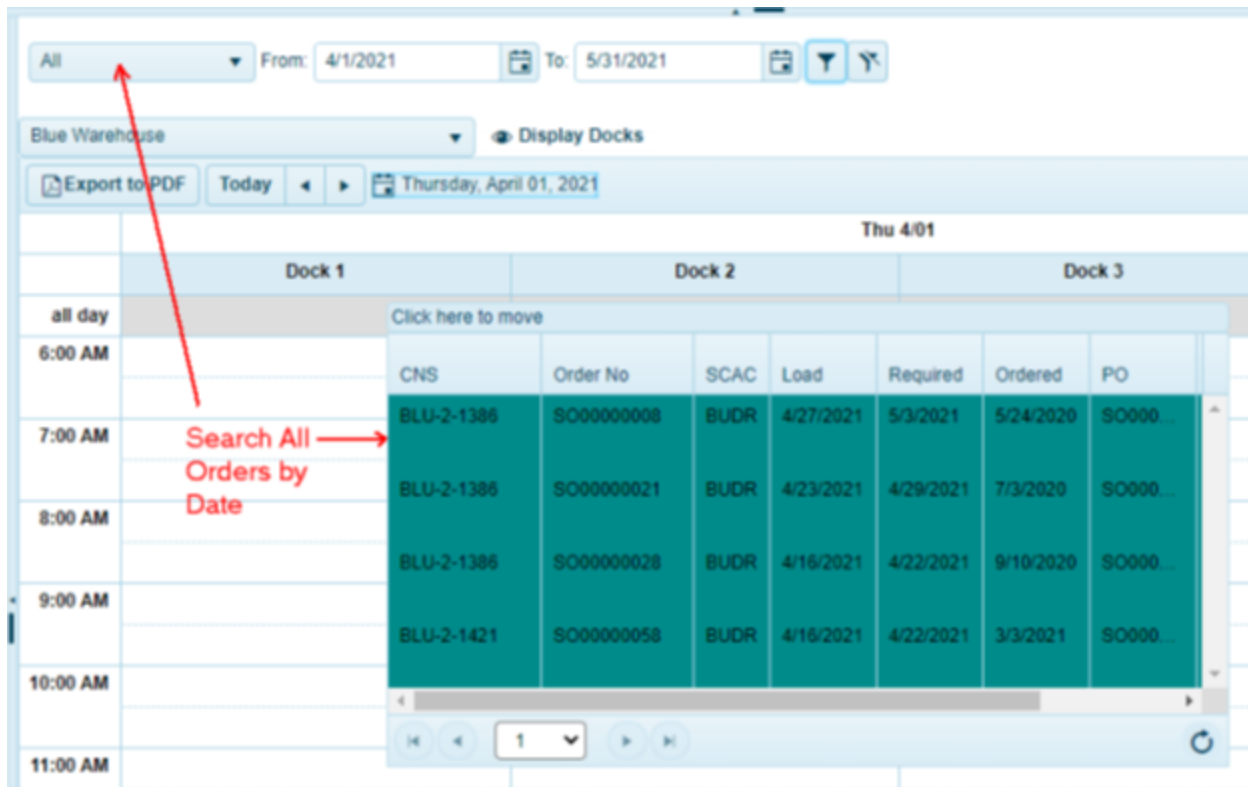 All From: 4/1/2021 To: 5/31/2021
Blue Warehouse Display Docks
Export to PDF Today Thursday, April 01, 2021
Thu 4/01
Dock 1 Dock 2 Dock 3
all day
Click here to move
6:00 AM
CNS Order No SCAC Load Required Ordered PO
BLU-2-1386 SO00000008 BUDR 4/27/2021 5/3/2021 5/24/2020 SO000...
7:00 AM
Search All
Orders by
Date
BLU-2-1386 SO00000021 BUDR 4/23/2021 4/29/2021 7/3/2020 SO000...
8:00 AM
BLU-2-1386 SO00000028 BUDR 4/16/2021 4/22/2021 9/10/2020 SO000...
9:00 AM
BLU-2-1421 SO00000058 BUDR 4/16/2021 4/22/2021 3/3/2021 SO000...
10:00 AM
1
11:00 AM